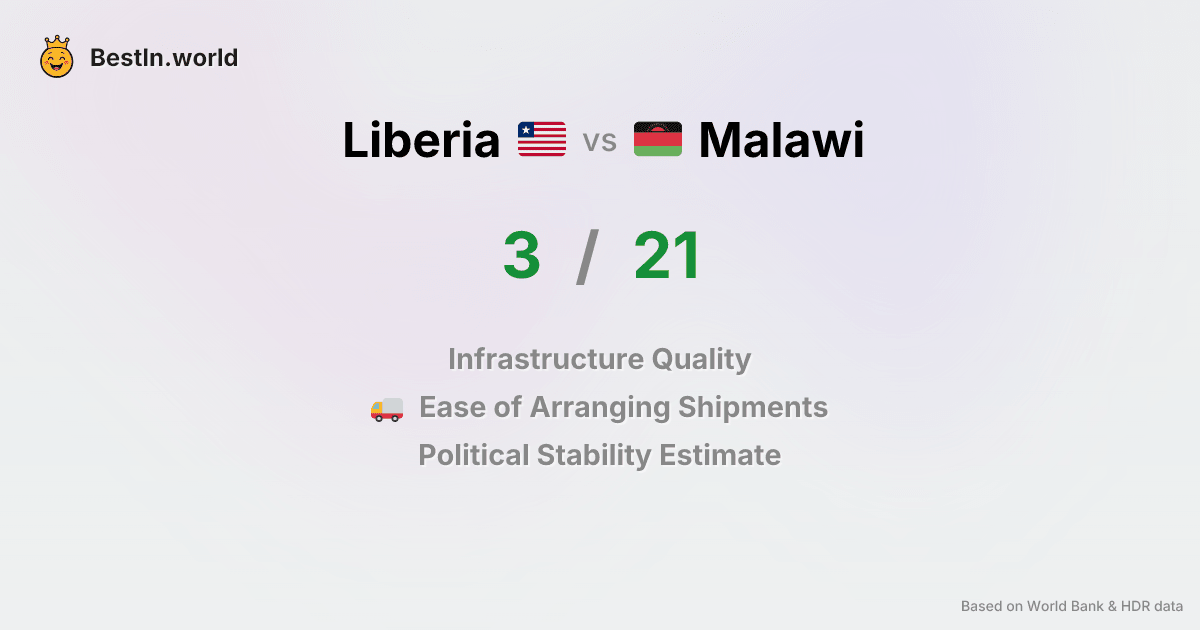 BestIn.world
Liberia vs Malawi
3 / 21
Infrastructure Quality
Ease of Arranging Shipments
Political Stability Estimate
Based on World Bank & HDR data